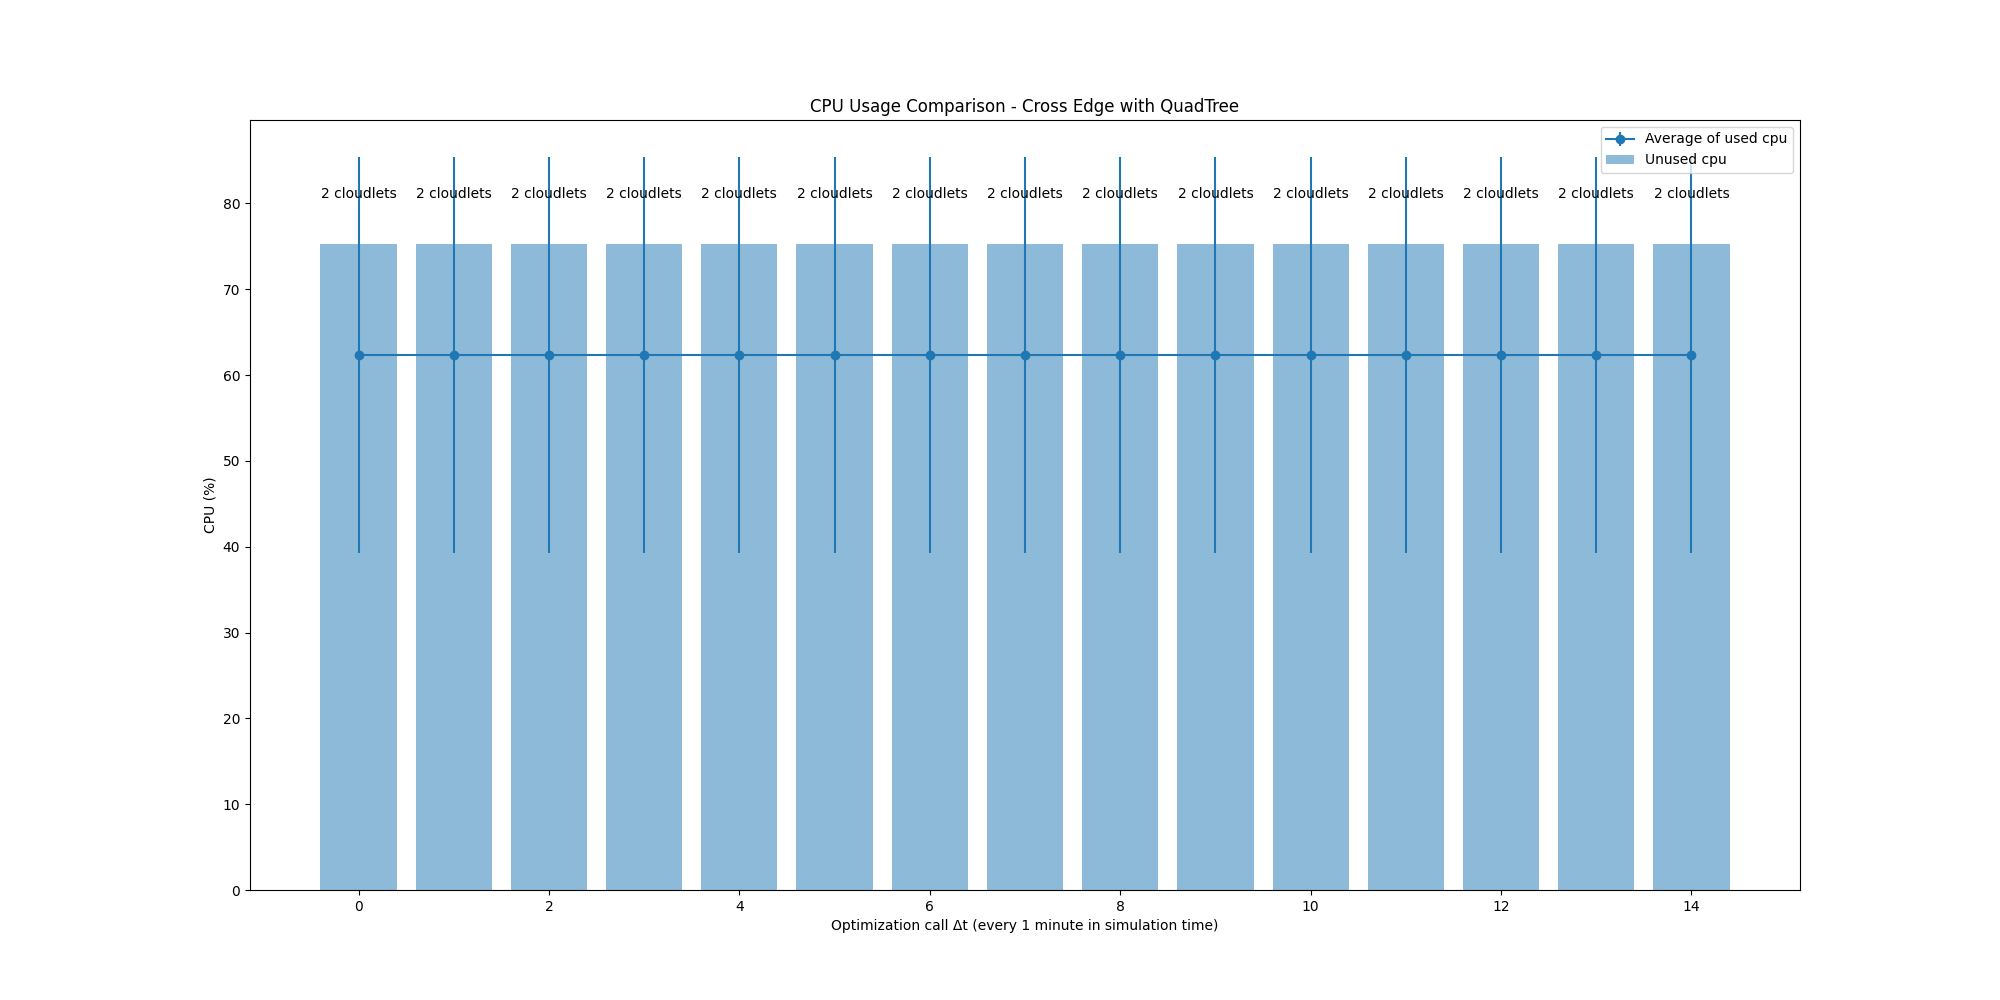 CPU Usage Comparison - Cross Edge with QuadTree
Average of used cpu
Unused cpu
2 cloudlets 2 cloudlets 2 cloudlets 2 cloudlets 2 cloudlets 2 cloudlets 2 cloudlets 2 cloudlets 2 cloudlets 2 cloudlets 2 cloudlets 2 cloudlets 2 cloudlets 2 cloudlets 2 cloudlets
80
70
60
50
40
30
20
10
0
CPU (%)
0 2 4 6 8 10 12 14
Optimization call Δt (every 1 minute in simulation time)